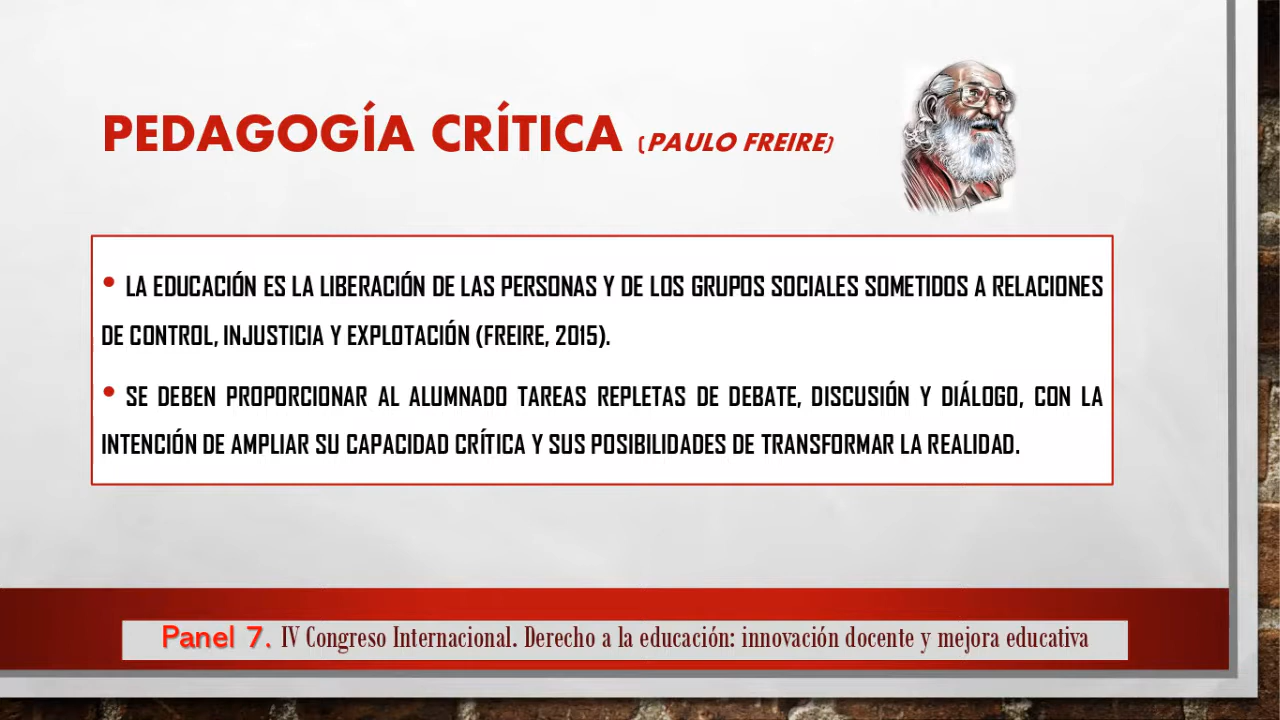 PEDAGOGÍA CRÍTICA (PAULO FREIRE)
• LA EDUCACIÓN ES LA LIBERACIÓN DE LAS PERSONAS Y DE LOS GRUPOS SOCIALES SOMETIDOS A RELACIONES
DE CONTROL, INJUSTICIA Y EXPLOTACIÓN (FREIRE, 2015).
• SE DEBEN PROPORCIONAR AL ALUMNADO TAREAS REPLETAS DE DEBATE, DISCUSIÓN Y DIÁLOGO, CON LA
INTENCIÓN DE AMPLIAR SU CAPACIDAD CRÍTICA Y SUS POSIBILIDADES DE TRANSFORMAR LA REALIDAD.
Panel 7. IV Congreso Internacional. Derecho a la educación: innovación docente y mejora educativa